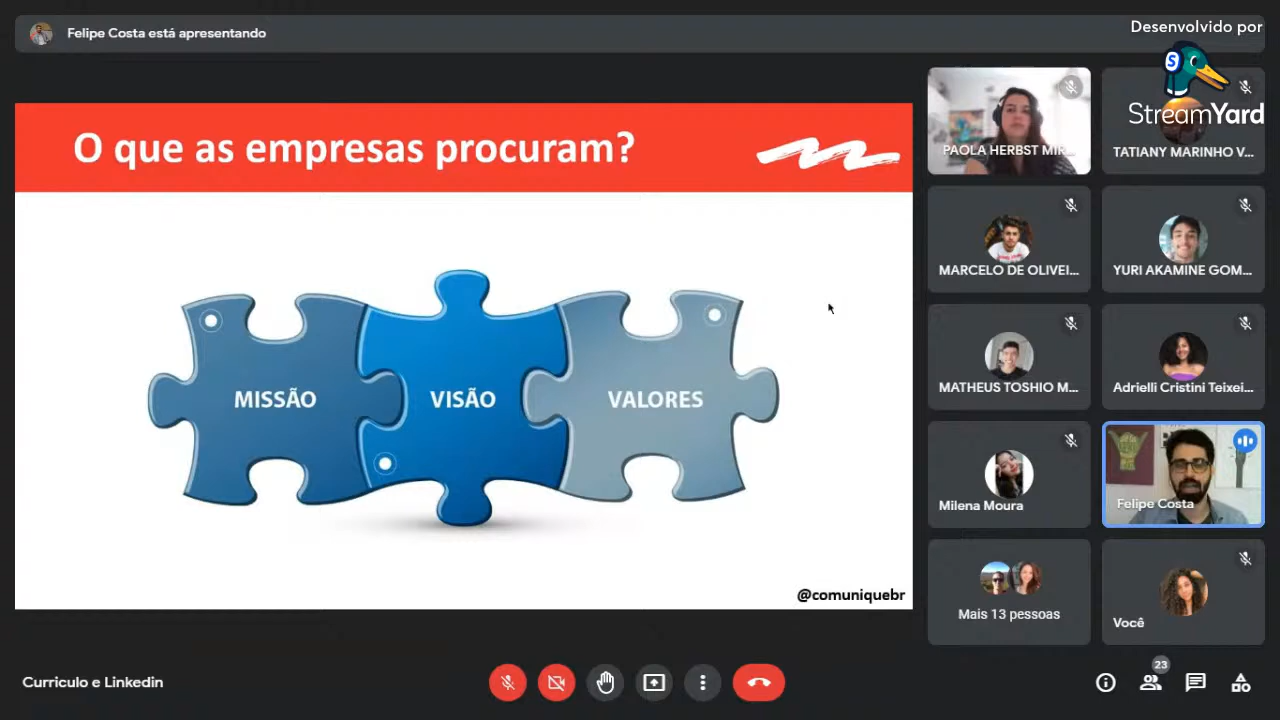 Felipe Costa está apresentando
Desenvolvido por
StreamYard
O que as empresas procuram?
MISSÃO
VISÃO
VALORES
@comuniquebr
PAOLA HERBST MIR...
TATIANY MARINHO V...
MARCELO DE OLIVEI...
YURI AKAMINE GOM...
MATHEUS TOSHIO M...
Adrielli Cristini Teixei...
Milena Moura
Felipe Costa
Mais 13 pessoas
Você
Curriculo e Linkedin
23